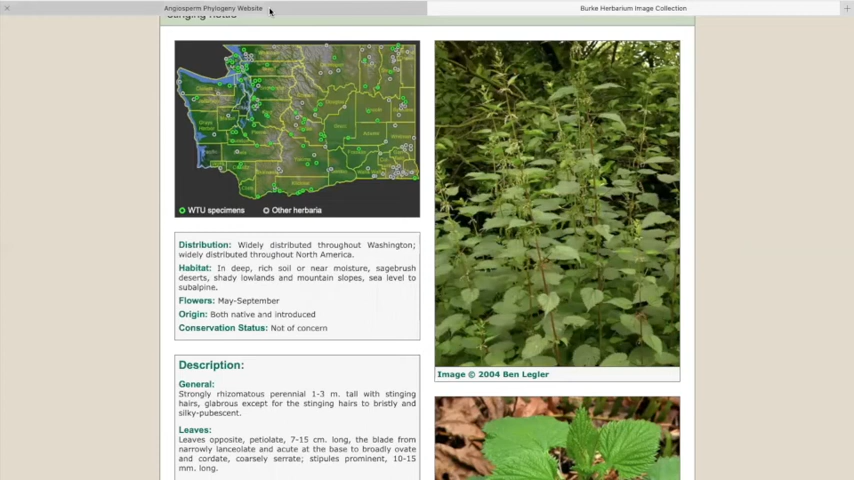 Angiosperm Phylogeny Website
Burke Herbarium Image Collection
stinging nettle
WTU specimens
Other herbaria
Distribution: Widely distributed throughout Washington;
widely distributed throughout North America.
Habitat: In deep, rich soil or near moisture, sagebrush
deserts, shady lowlands and mountain slopes, sea level to
subalpine.
Flowers: May-September
Origin: Both native and introduced
Conservation Status: Not of concern
Description:
General:
Strongly rhizomatous perennial 1-3 m. tall with stinging
hairs, glabrous except for the stinging hairs to bristly and
silky-pubescent.
Leaves:
Leaves opposite, petiolate, 7-15 cm. long, the blade from
narrowly lanceolate and acute at the base to broadly ovate
and cordate, coarsely serrate; stipules prominent, 10-15
mm. long.
Image © 2004 Ben Legler